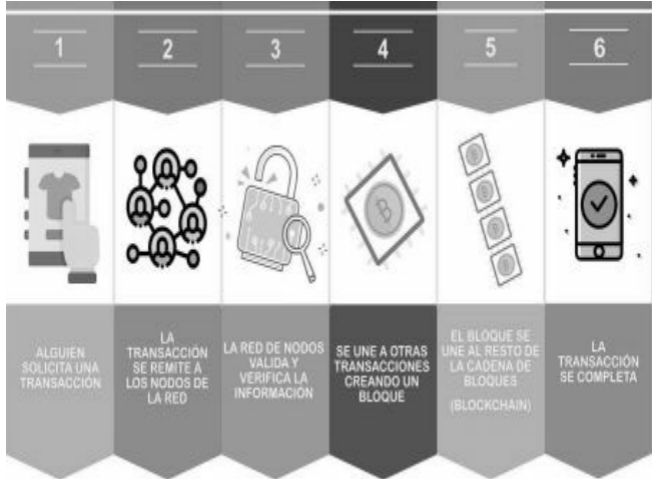 1
2
3
4
5
6
ALGUIEN
SOLICITA UNA
TRANSACCIÓN
LA
TRANSACCIÓN
SE REMITE A
LOS NODOS DE
LA RED
LA RED DE NODOS
VALIDA Y
VERIFICA LA
INFORMACIÓN
SE UNE A OTRAS
TRANSACCIONES
CREANDO UN
BLOQUE
EL BLOQUE SE
UNE AL RESTO DE
LA CADENA DE
BLOQUES
(BLOCKCHAIN)
LA
TRANSACCIÓN
SE COMPLETA